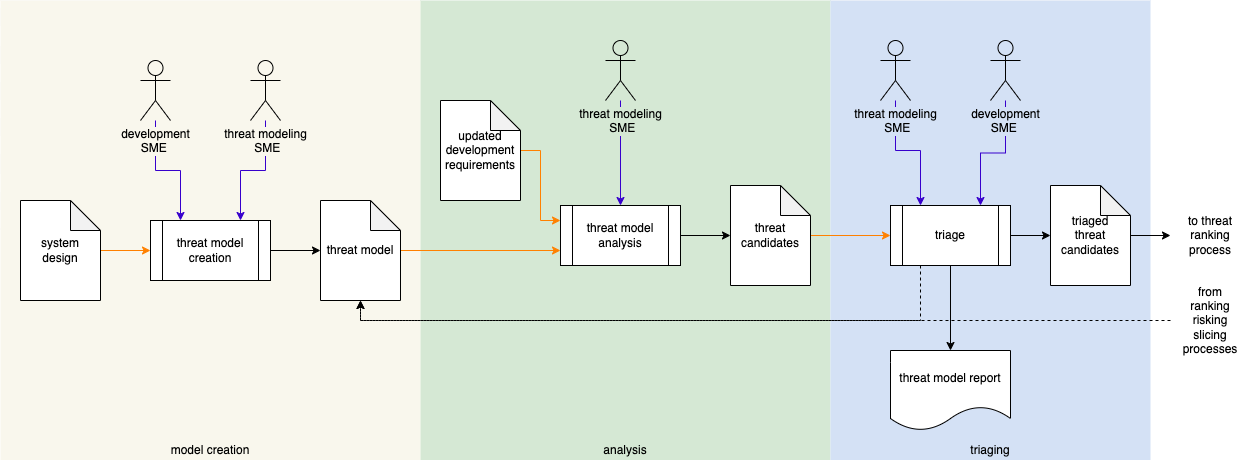 development
SME
threat modeling
SME
system
design
threat model
creation
threat model
model creation
updated
development
requirements
threat modeling
SME
threat model
analysis
threat
candidates
analysis
threat modeling
SME
development
SME
triage
triaged
threat
candidates
threat model report
triaging
to threat
ranking
process
from
ranking
risking
slicing
processes